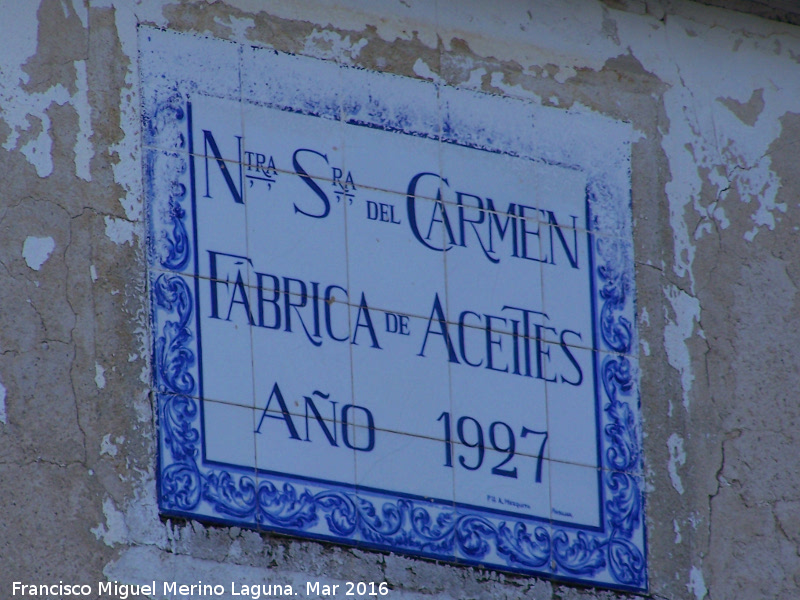 NTRA SRA DEL CARMEN
FÁBRICA DE ACEITES
AÑO 1927
Francisco Miguel Merino Laguna. Mar 2016